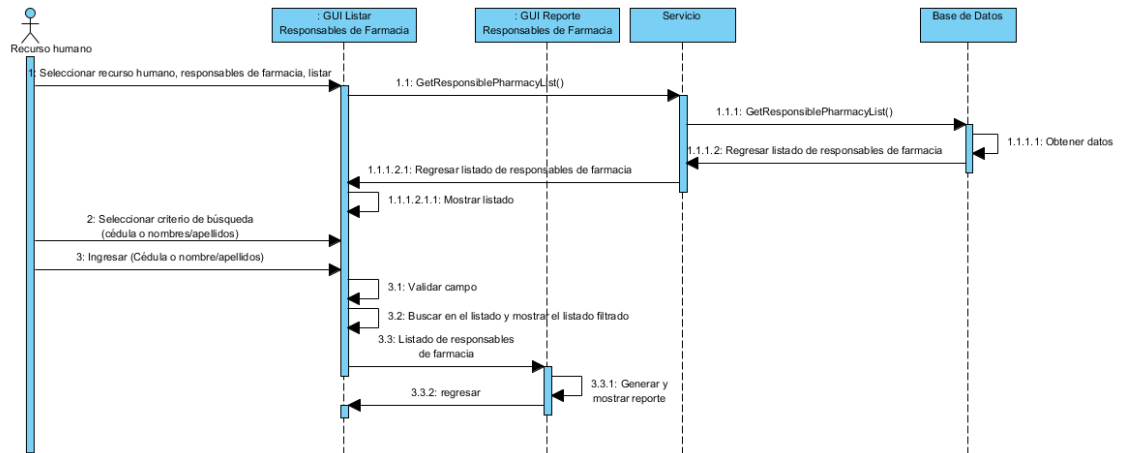 : GUI Listar
Responsables de Farmacia
: GUI Reporte
Responsables de Farmacia
Servicio
Base de Datos
Recurso humano
1: Seleccionar recurso humano, responsables de farmacia, listar
1.1: GetResponsiblePharmacyList()
1.1.1: GetResponsiblePharmacyList()
1.1.1.1: Obtener datos
1.1.1.2: Regresar listado de responsables de farmacia
1.1.1.2.1: Regresar listado de responsables de farmacia
1.1.1.2.1.1: Mostrar listado
2: Seleccionar criterio de búsqueda
(cédula o nombres/apellidos)
3: Ingresar (Cédula o nombre/apellidos)
3.1: Validar campo
3.2: Buscar en el listado y mostrar el listado filtrado
3.3: Listado de responsables
de farmacia
3.3.1: Generar y
mostrar reporte
3.3.2: regresar